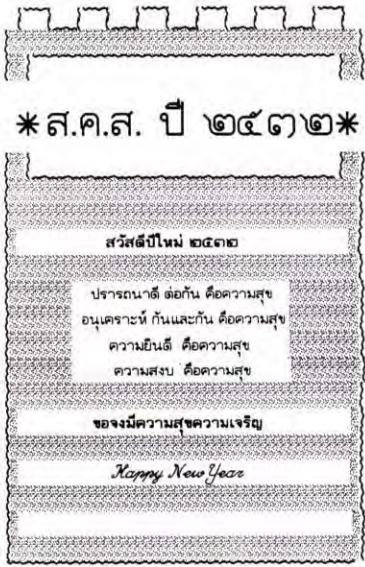 *ส.ค.ส. ปี ๒๕๓๒*
สวัสดีปีใหม่ ๒๕๓๒
ปรารถนาดี ต่อกัน คือความสุข
อนุเคราะห์ กันและกัน คือความสุข
ความยินดี คือความสุข
ความสงบ คือความสุข
ขอจงมีความสุขความเจริญ
Happy New Year